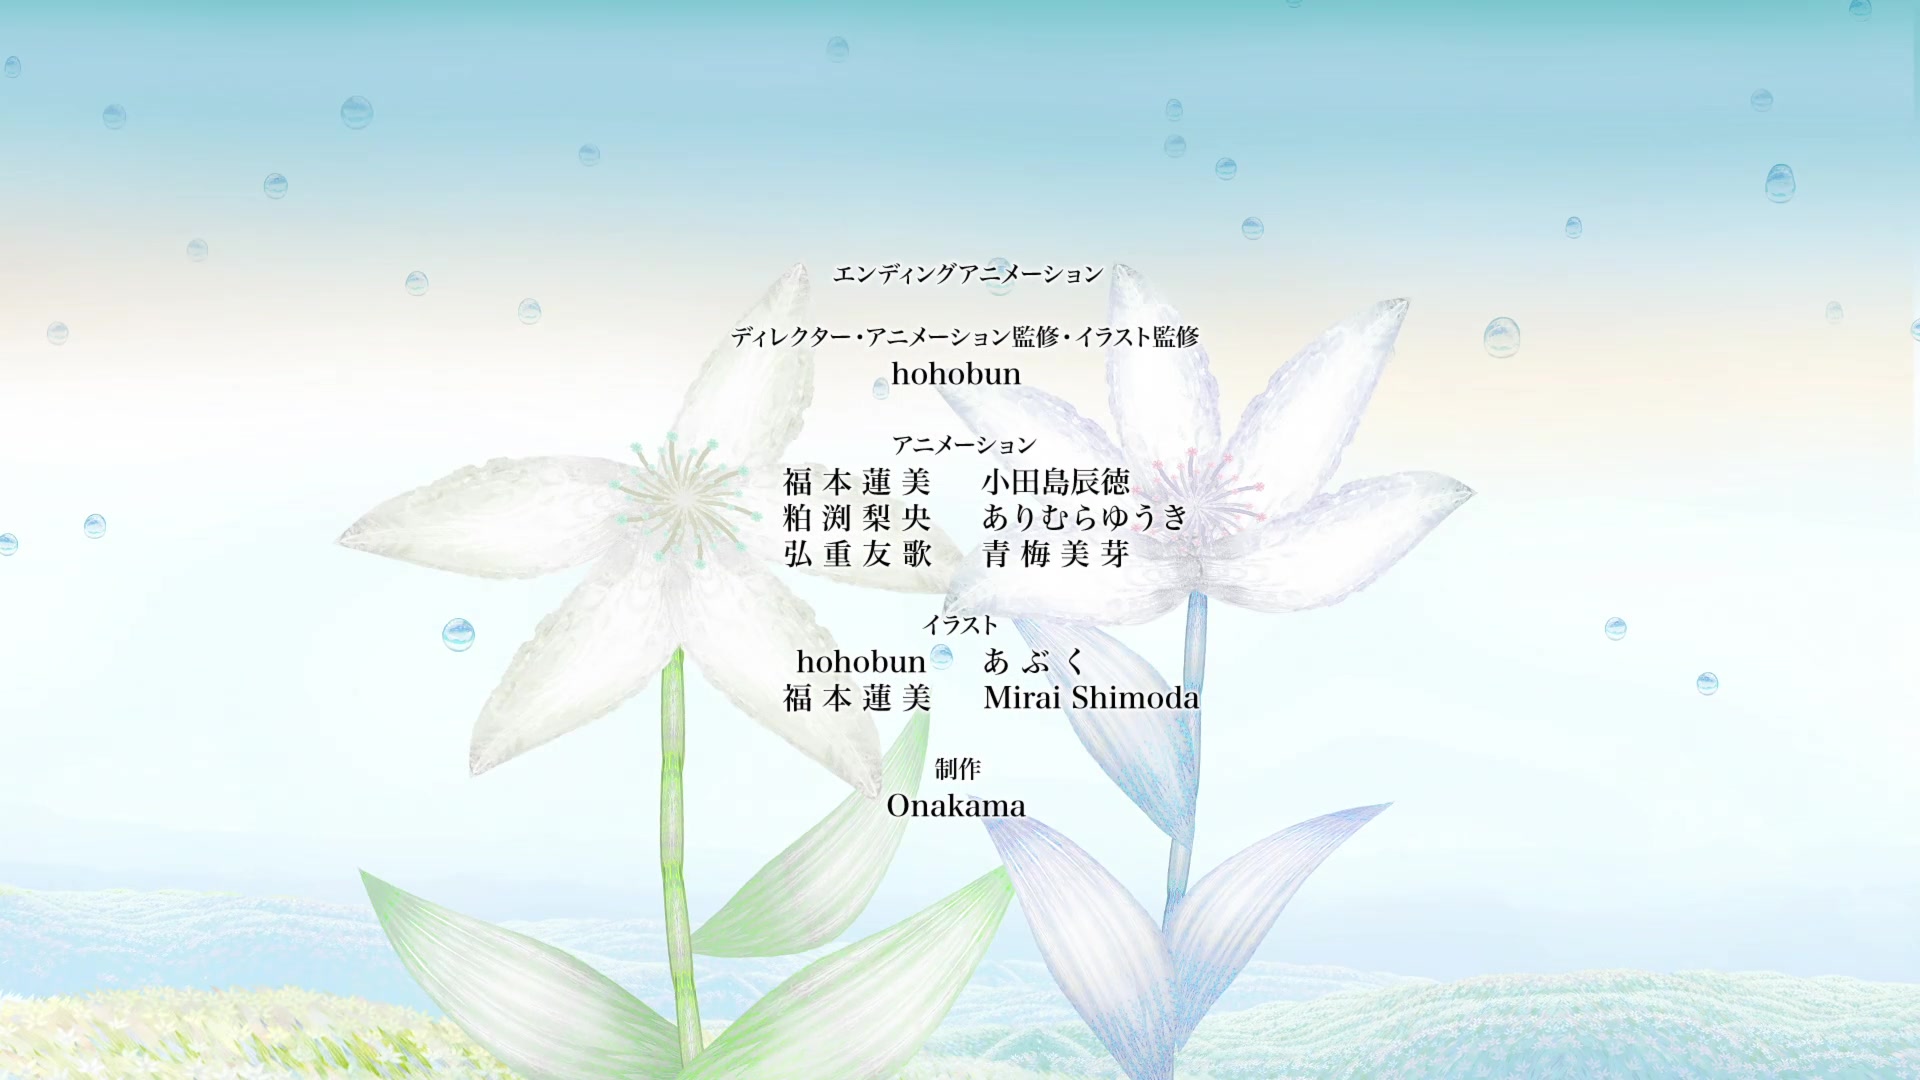 エンディングアニメーション
ディレクター・アニメーション監修・イラスト監修
hohobun
アニメーション
福本蓮美 小田島辰徳
粕渕梨央 ありむらゆうき
弘重友歌 青梅美芽
イラスト
hohobun あぶく
福本蓮美 Mirai Shimoda
制作
Onakama